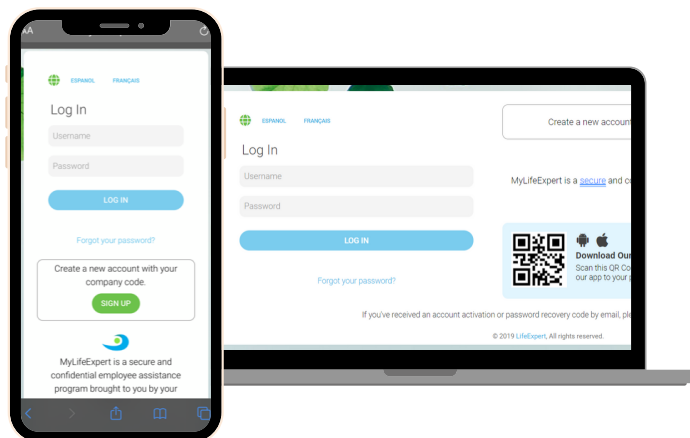 AA
ESPANOL FRANÇAIS
Log In
Username
Password
LOG IN
Forgot your password?
Create a new account with your
company code.
SIGN UP
MyLifeExpert is a secure and
confidential employee assistance
program brought to you by your
ESPANOL FRANÇAIS
Log In
Username
Password
LOG IN
Forgot your password?
Create a new account
MyLifeExpert is a secure and
Download Our
Scan this QR
our app to your
If you've received an account activation or password recovery code by email,
© 2019 LifeExpert, All rights reserved.